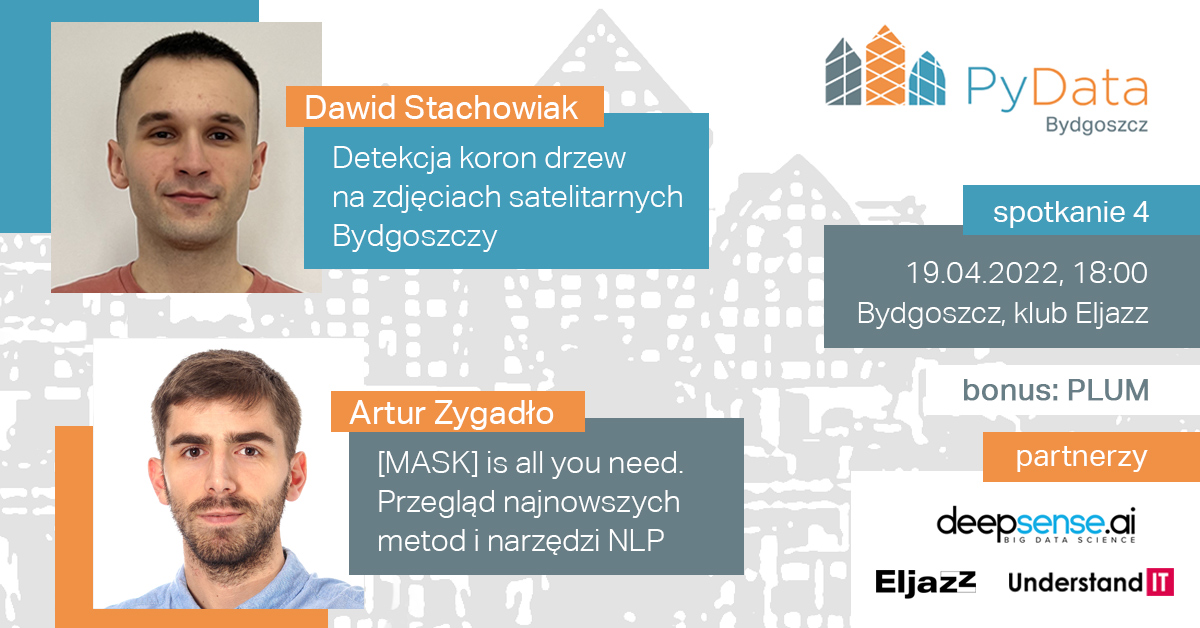 Dawid Stachowiak
Detekcja koron drzew
na zdjęciach satelitarnych
Bydgoszczy
Artur Zygadło
[MASK] is all you need.
Przegląd najnowszych
metod i narzędzi NLP
PyData
Bydgoszcz
spotkanie 4
19.04.2022, 18:00
Bydgoszcz, klub Eljazz
bonus: PLUM
partnerzy
deepsense.ai
BIG DATA SCIENCE
Eljazz
Understand IT